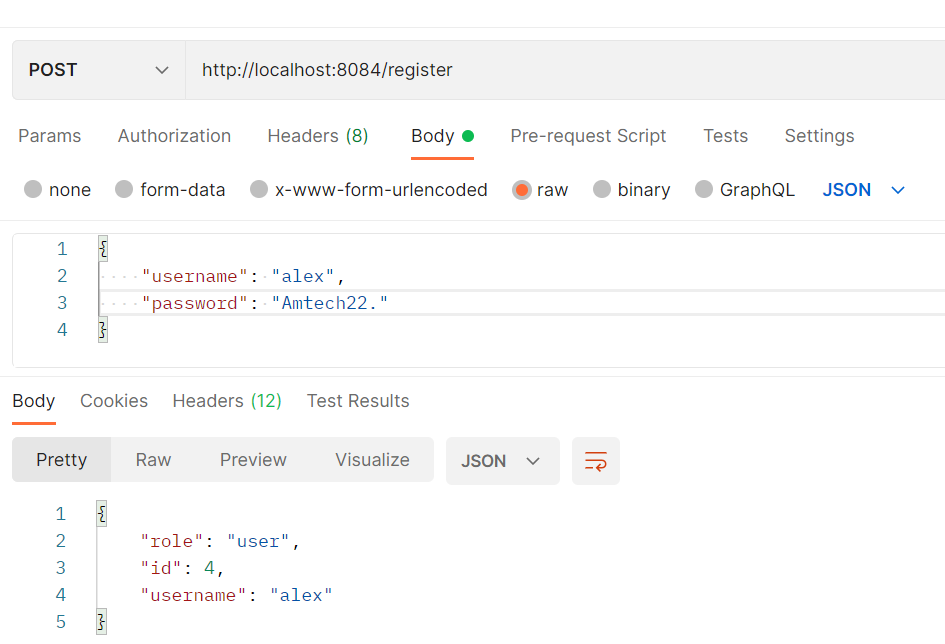 POST http://localhost:8084/register
Params Authorization Headers (8) Body Pre-request Script Tests Settings
none form-data x-www-form-urlencoded raw binary GraphQL JSON
1 {
2 ····"username":·"alex",
3 ····"password":·"Amtech22."
4 }
Body Cookies Headers (12) Test Results
Pretty Raw Preview Visualize JSON
1 {
2 "role": "user",
3 "id": 4,
4 "username": "alex"
5 }